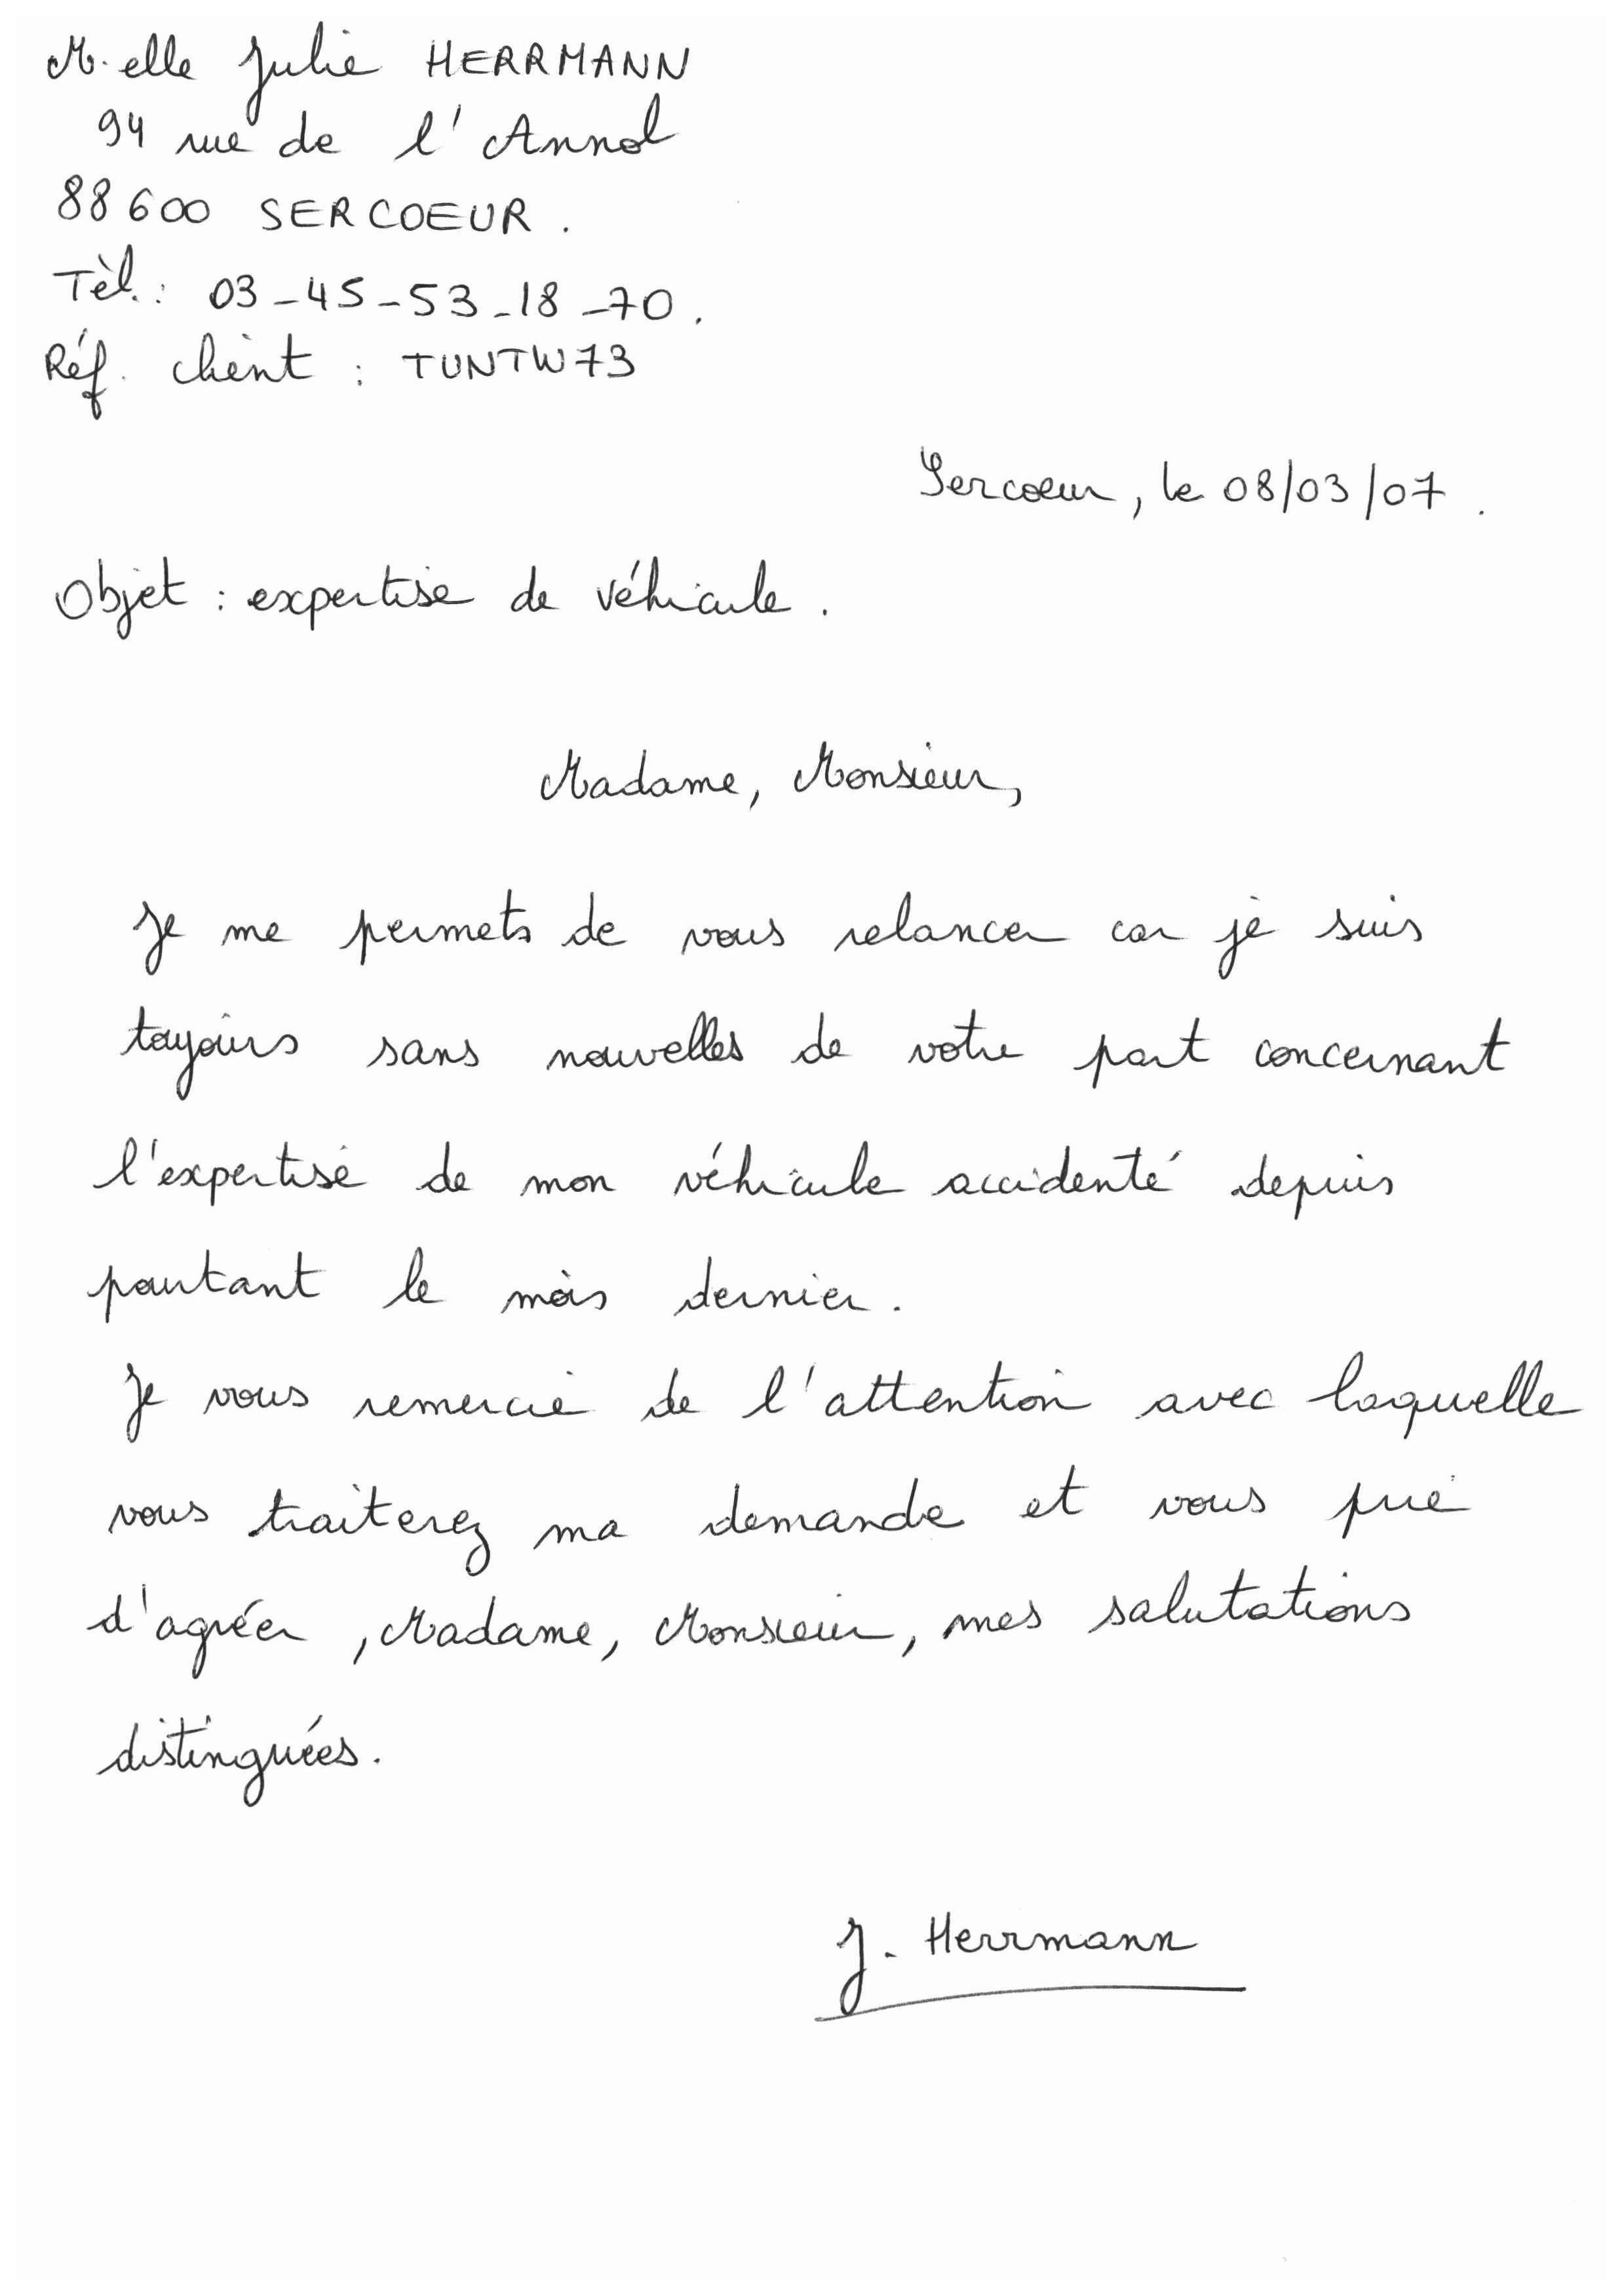 M.elle Julie HERRMANN
94 rue de l'Annol
88600 SERCOEUR.
Tèl.: 03-45-53-18-70.
Réf. client : TUNTW73
Sercoeur, le 08/03/07.
Objet : expertise de véhicule.
Madame, Monsieur,
Je me permets de vous relancer car je suis
toujours sans nouvelles de votre part concernant
l'expertise de mon véhicule accidenté depuis
pourtant le mois dernier.
Je vous remercie de l'attention avec laquelle
vous traiterez ma demande et vous prie
d'agréer, Madame, Monsieur, mes salutations
distinguées.
J. Herrmann